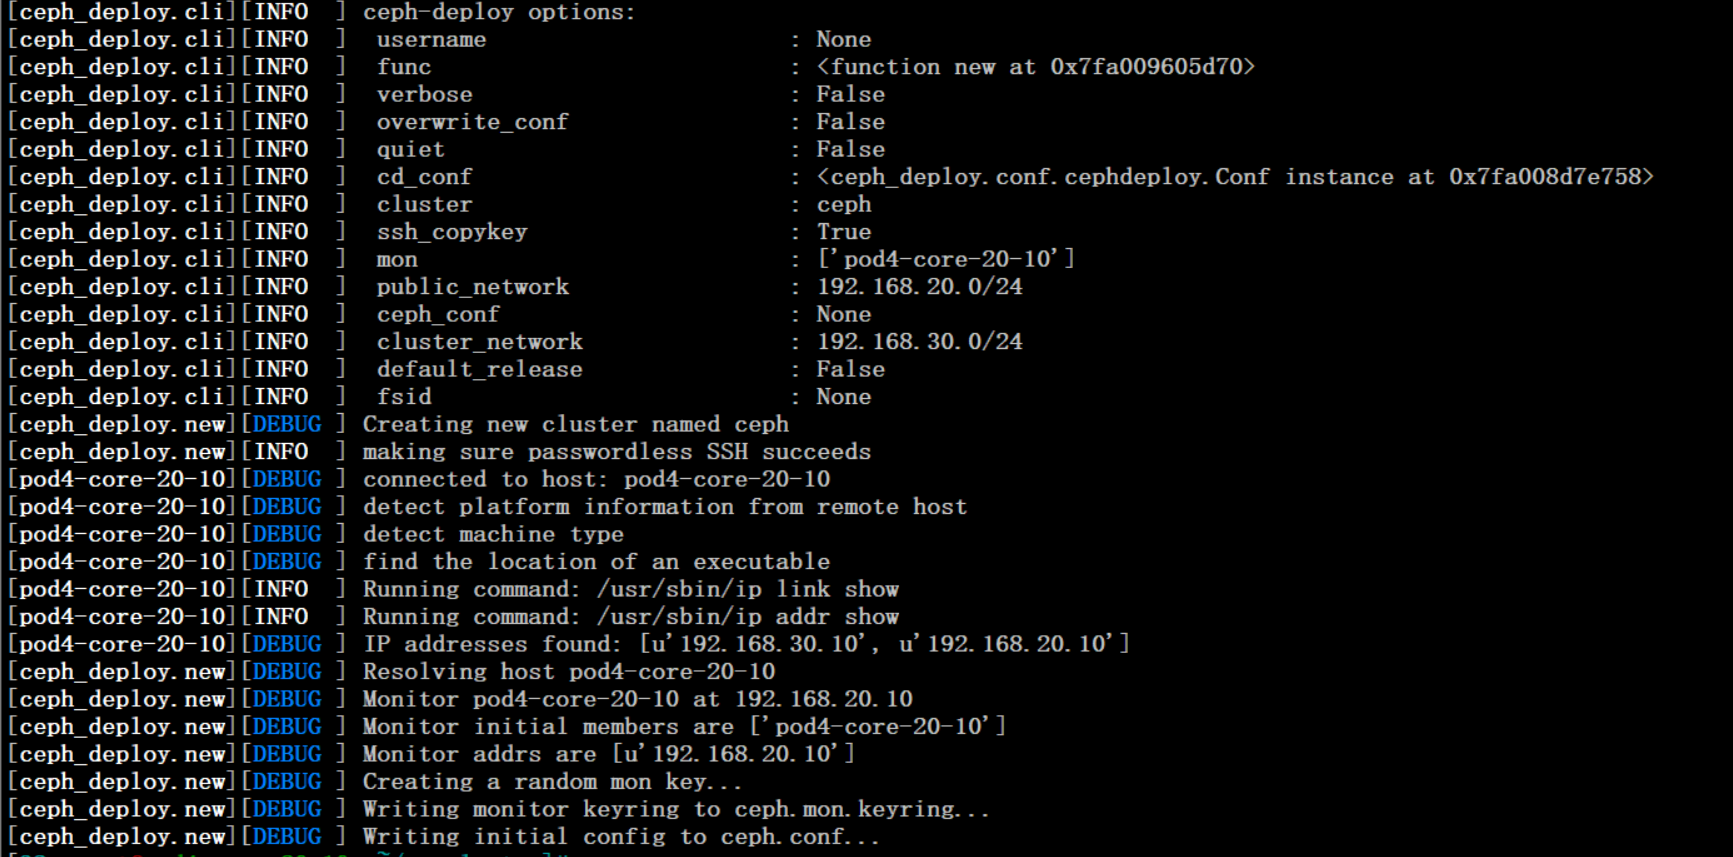 [ceph_deploy.cli][INFO  ] ceph-deploy options:
[ceph_deploy.cli][INFO  ]  username                      : None
[ceph_deploy.cli][INFO  ]  func                          : <function new at 0x7fa009605d70>
[ceph_deploy.cli][INFO  ]  verbose                       : False
[ceph_deploy.cli][INFO  ]  overwrite_conf                : False
[ceph_deploy.cli][INFO  ]  quiet                         : False
[ceph_deploy.cli][INFO  ]  cd_conf                       : <ceph_deploy.conf.cephdeploy.Conf instance at 0x7fa008d7e758>
[ceph_deploy.cli][INFO  ]  cluster                       : ceph
[ceph_deploy.cli][INFO  ]  ssh_copykey                   : True
[ceph_deploy.cli][INFO  ]  mon                           : ['pod4-core-20-10']
[ceph_deploy.cli][INFO  ]  public_network                : 192.168.20.0/24
[ceph_deploy.cli][INFO  ]  ceph_conf                     : None
[ceph_deploy.cli][INFO  ]  cluster_network               : 192.168.30.0/24
[ceph_deploy.cli][INFO  ]  default_release               : False
[ceph_deploy.cli][INFO  ]  fsid                          : None
[ceph_deploy.new][DEBUG ] Creating new cluster named ceph
[ceph_deploy.new][INFO  ] making sure passwordless SSH succeeds
[pod4-core-20-10][DEBUG ] connected to host: pod4-core-20-10
[pod4-core-20-10][DEBUG ] detect platform information from remote host
[pod4-core-20-10][DEBUG ] detect machine type
[pod4-core-20-10][DEBUG ] find the location of an executable
[pod4-core-20-10][INFO  ] Running command: /usr/sbin/ip link show
[pod4-core-20-10][INFO  ] Running command: /usr/sbin/ip addr show
[pod4-core-20-10][DEBUG ] IP addresses found: [u'192.168.30.10', u'192.168.20.10']
[ceph_deploy.new][DEBUG ] Resolving host pod4-core-20-10
[ceph_deploy.new][DEBUG ] Monitor pod4-core-20-10 at 192.168.20.10
[ceph_deploy.new][DEBUG ] Monitor initial members are ['pod4-core-20-10']
[ceph_deploy.new][DEBUG ] Monitor addrs are [u'192.168.20.10']
[ceph_deploy.new][DEBUG ] Creating a random mon key...
[ceph_deploy.new][DEBUG ] Writing monitor keyring to ceph.mon.keyring...
[ceph_deploy.new][DEBUG ] Writing initial config to ceph.conf...